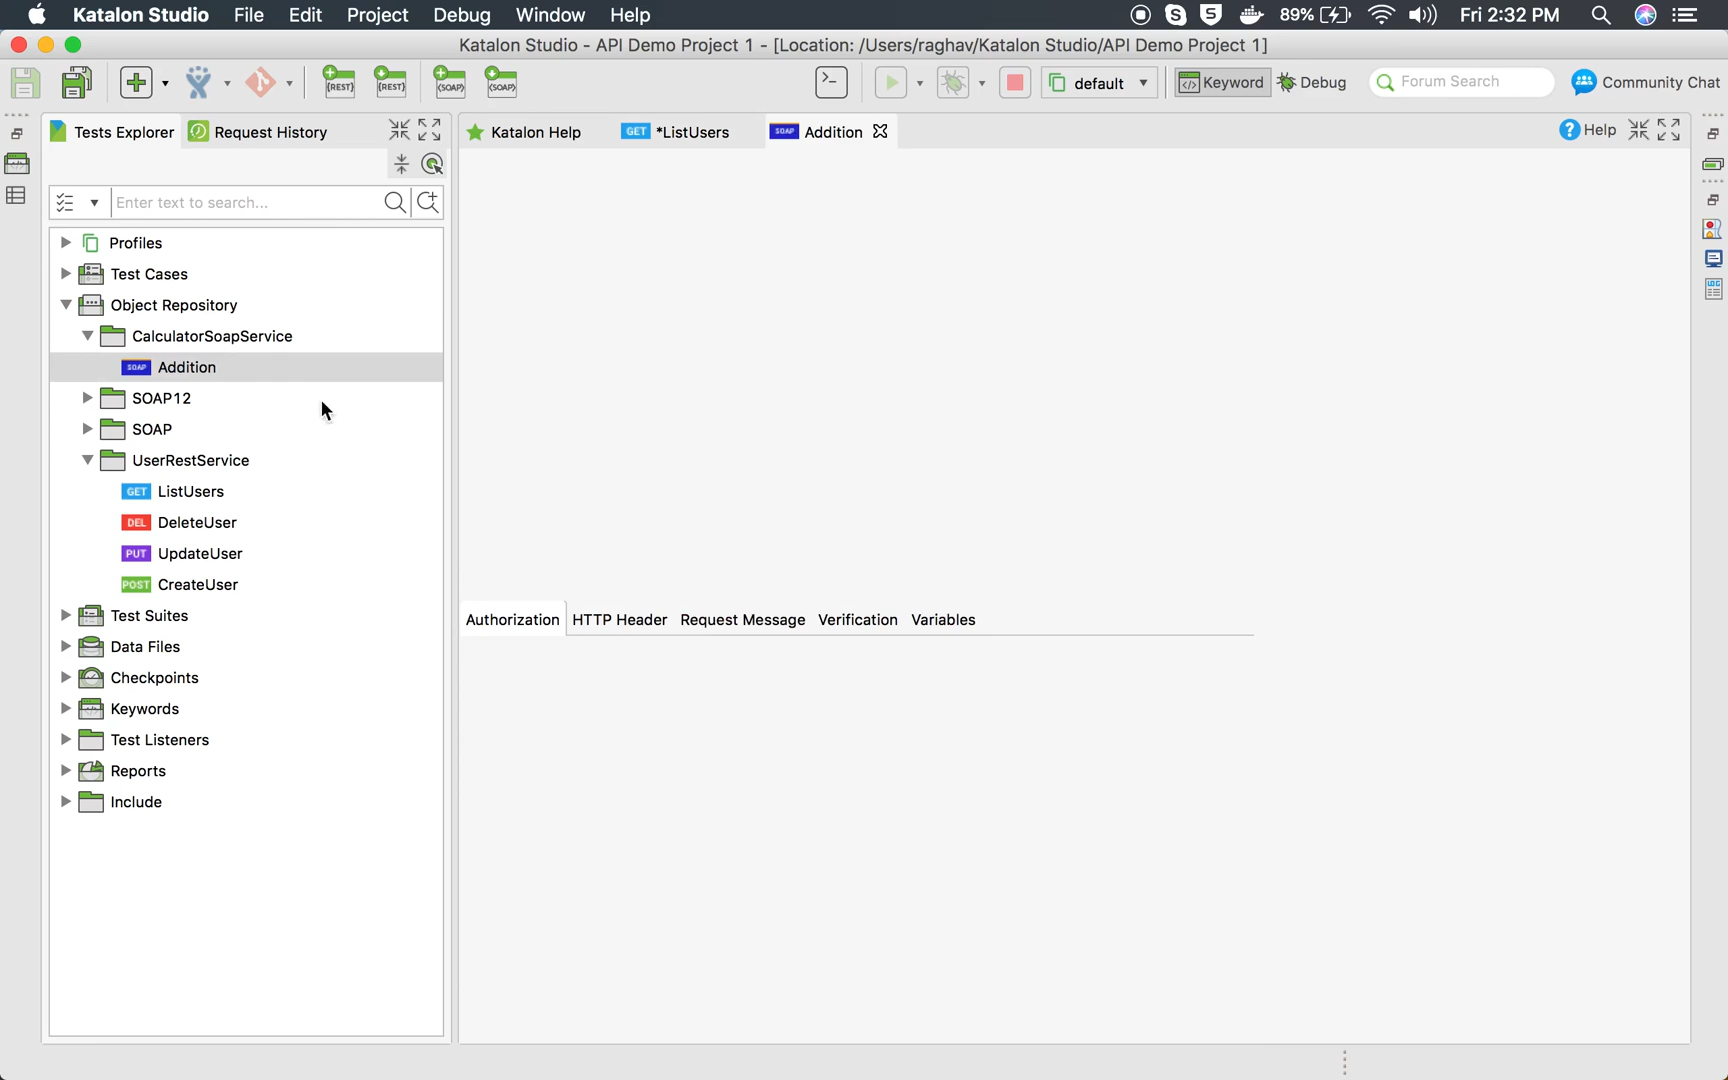 Katalon Studio File Edit Project Debug Window Help 89% Fri 2:32 PM
Katalon Studio - API Demo Project 1 - [Location: /Users/raghav/Katalon Studio/API Demo Project 1]
{REST} {REST} {SOAP} {SOAP} default Keyword Debug Forum Search Community Chat
Tests Explorer Request History Katalon Help GET *ListUsers SOAP Addition Help
Enter text to search...
Profiles
Test Cases
Object Repository
CalculatorSoapService
SOAP Addition
SOAP12
SOAP
UserRestService
GET ListUsers
DEL DeleteUser
PUT UpdateUser
POST CreateUser
Authorization HTTP Header Request Message Verification Variables
Test Suites
Data Files
Checkpoints
Keywords
Test Listeners
Reports
Include